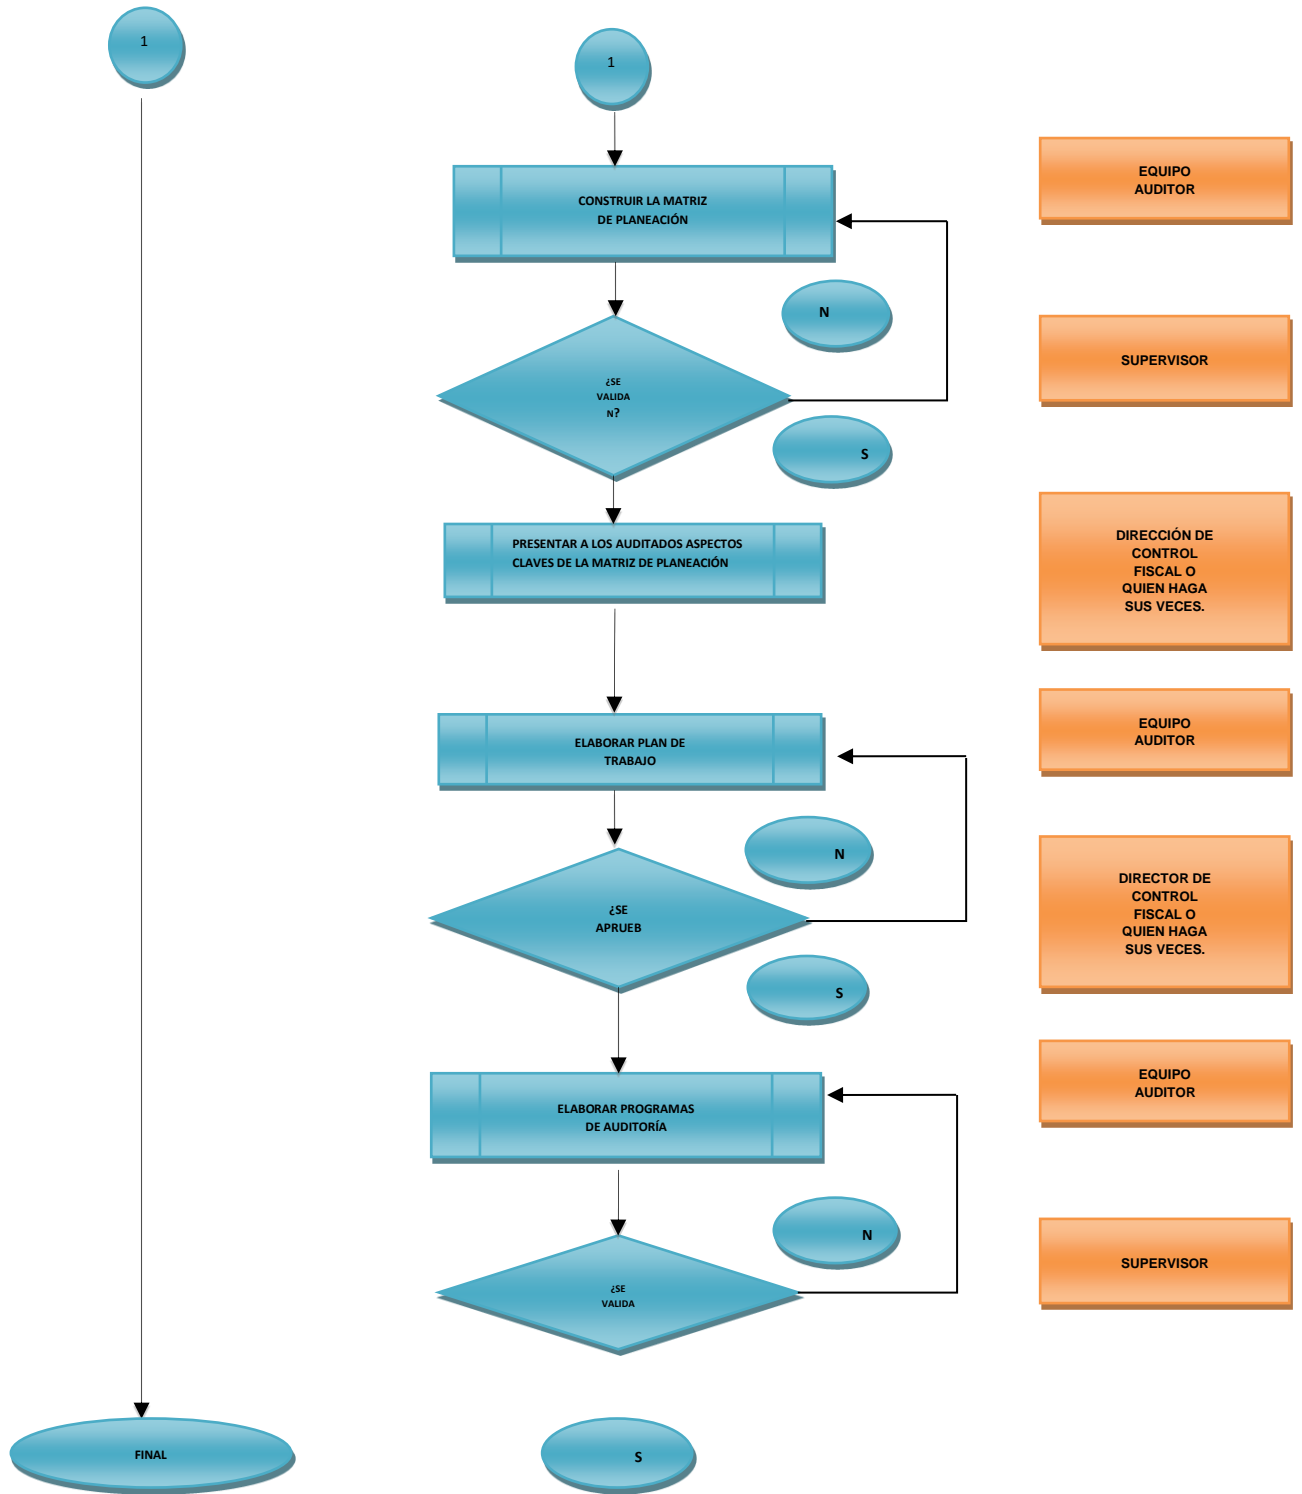 1
1
EQUIPO
AUDITOR
CONSTRUIR LA MATRIZ
DE PLANEACIÓN
N
SUPERVISOR
¿SE
VALIDA
N?
S
PRESENTAR A LOS AUDITADOS ASPECTOS
CLAVES DE LA MATRIZ DE PLANEACIÓN
DIRECCIÓN DE
CONTROL
FISCAL O
QUIEN HAGA
SUS VECES.
ELABORAR PLAN DE
TRABAJO
EQUIPO
AUDITOR
N
¿SE
APRUEB
DIRECTOR DE
CONTROL
FISCAL O
QUIEN HAGA
SUS VECES.
S
EQUIPO
AUDITOR
ELABORAR PROGRAMAS
DE AUDITORÍA
N
SUPERVISOR
¿SE
VALIDA
FINAL
S